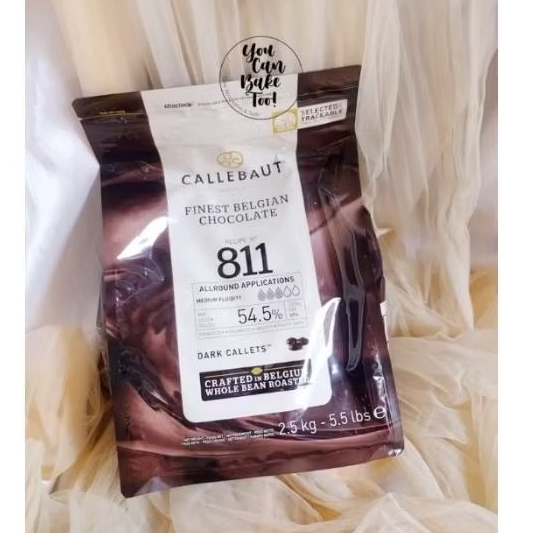 You
Can
Bake
Too!
SELECTED &
TRACEABLE
CALLEBAUT
FINEST BELGIAN
CHOCOLATE
RECIPE N°
811
ALLROUND APPLICATIONS
MEDIUM FLUIDITY
54.5%
DARK CALLETS™
CRAFTED IN BELGIUM
WHOLE BEAN ROAST
2.5 kg - 5.5 lbs e